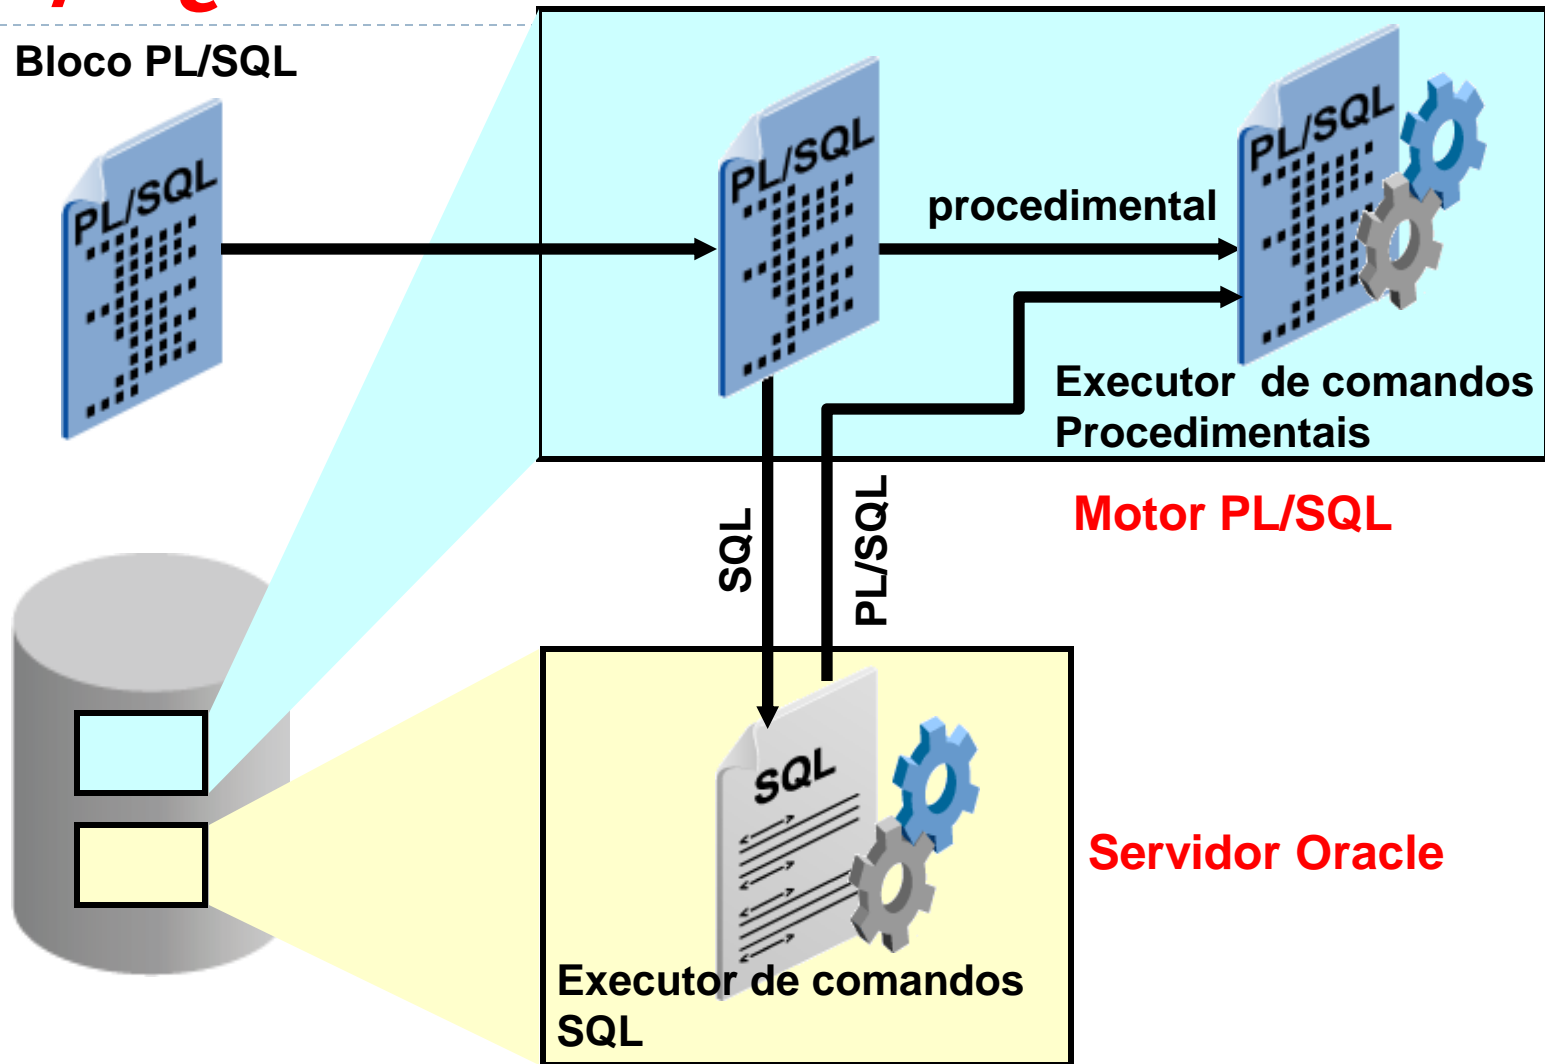 Bloco PL/SQL
PL/SQL
PL/SQL
PL/SQL
procedimental
Executor de comandos
Procedimentais
SQL
PL/SQL
Motor PL/SQL
SQL
Servidor Oracle
Executor de comandos
SQL